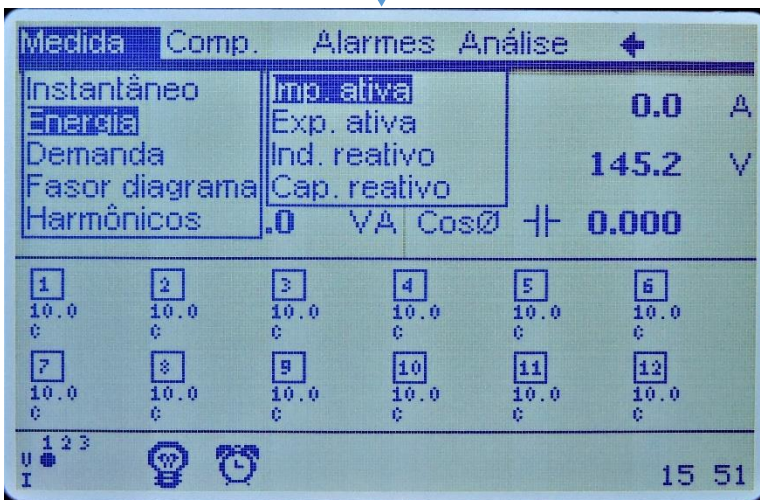 Medida Comp. Alarmes Análise
Instantâneo Imp. ativa 0.0 A
Energia Exp. ativa
Demanda Ind. reativo 145.2 V
Fasor diagrama Cap. reativo
Harmônicos .0 VA CosØ 0.000
1 2 3 4 5 6
10.0 10.0 10.0 10.0 10.0 10.0
C C C C C C
7 8 9 10 11 12
10.0 10.0 10.0 10.0 10.0 10.0
C C C C C C
1 2 3
U
I 15 51